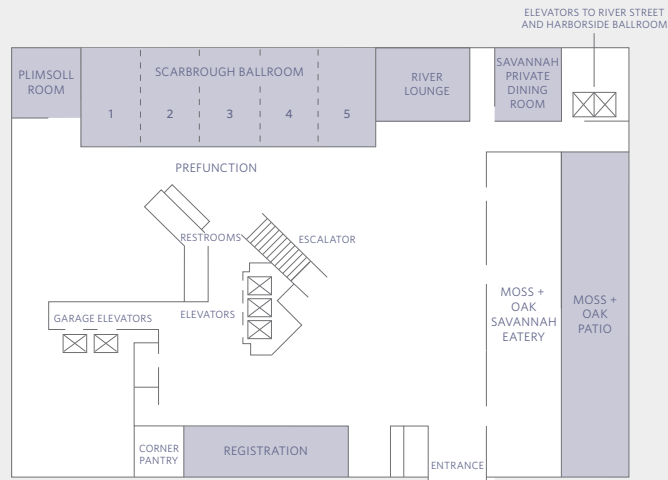 ELEVATORS TO RIVER STREET
AND HARBORSIDE BALLROOM
PLIMSOLL
ROOM
SCARBROUGH BALLROOM
1 2 3 4 5
RIVER
LOUNGE
SAVANNAH
PRIVATE
DINING
ROOM
PREFUNCTION
RESTROOMS
ESCALATOR
GARAGE ELEVATORS
ELEVATORS
MOSS +
OAK
SAVANNAH
EATERY
MOSS +
OAK
PATIO
CORNER
PANTRY
REGISTRATION
ENTRANCE